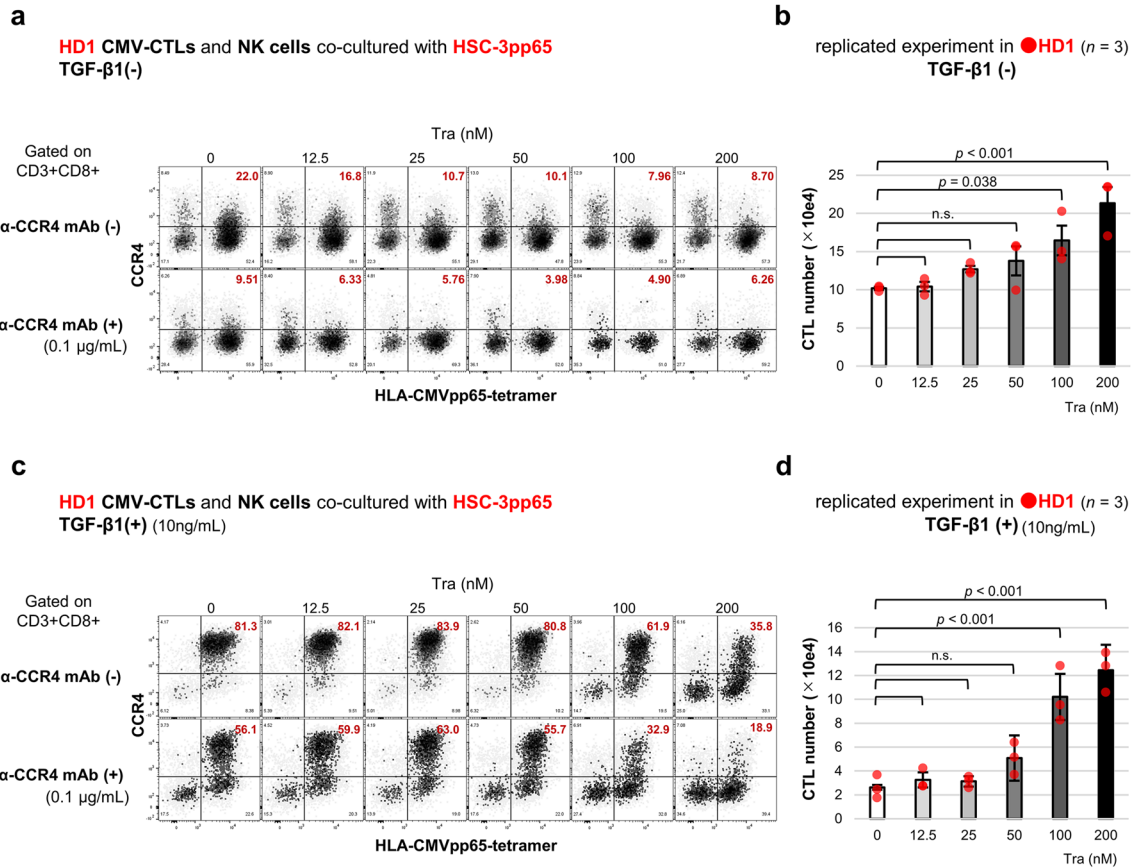 a
HD1 CMV-CTLs and NK cells co-cultured with HSC-3pp65
TGF-β1(-)
Tra (nM)
Gated on
CD3+CD8+
0 12.5 25 50 100 200
α-CCR4 mAb (-)
22.0 16.8 10.7 10.1 7.96 8.70
α-CCR4 mAb (+)
(0.1 μg/mL)
9.51 6.33 5.76 3.98 4.90 6.26
CCR4
HLA-CMVpp65-tetramer
b
replicated experiment in HD1 (n = 3)
TGF-β1 (-)
p < 0.001
p = 0.038
n.s.
CTL number (×10e4)
25
20
15
10
5
0
0 12.5 25 50 100 200
Tra (nM)
c
HD1 CMV-CTLs and NK cells co-cultured with HSC-3pp65
TGF-β1(+) (10ng/mL)
Tra (nM)
Gated on
CD3+CD8+
0 12.5 25 50 100 200
α-CCR4 mAb (-)
81.3 82.1 83.9 80.8 61.9 35.8
α-CCR4 mAb (+)
(0.1 μg/mL)
56.1 59.9 63.0 55.7 32.9 18.9
CCR4
HLA-CMVpp65-tetramer
d
replicated experiment in HD1 (n = 3)
TGF-β1 (+) (10ng/mL)
p < 0.001
p < 0.001
n.s.
CTL number (×10e4)
16
14
12
10
8
6
4
2
0
0 12.5 25 50 100 200
Tra (nM)